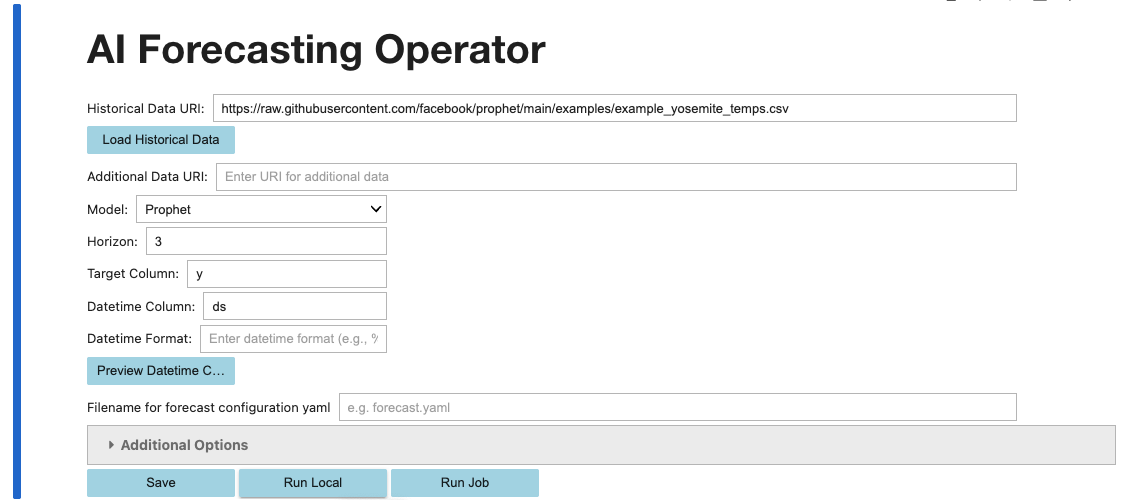 AI Forecasting Operator
Historical Data URI: https://raw.githubusercontent.com/facebook/prophet/main/examples/example_yosemite_temps.csv
Load Historical Data
Additional Data URI: Enter URI for additional data
Model: Prophet
Horizon: 3
Target Column: y
Datetime Column: ds
Datetime Format: Enter datetime format (e.g., %
Preview Datetime C...
Filename for forecast configuration yaml e.g. forecast.yaml
Additional Options
Save Run Local Run Job